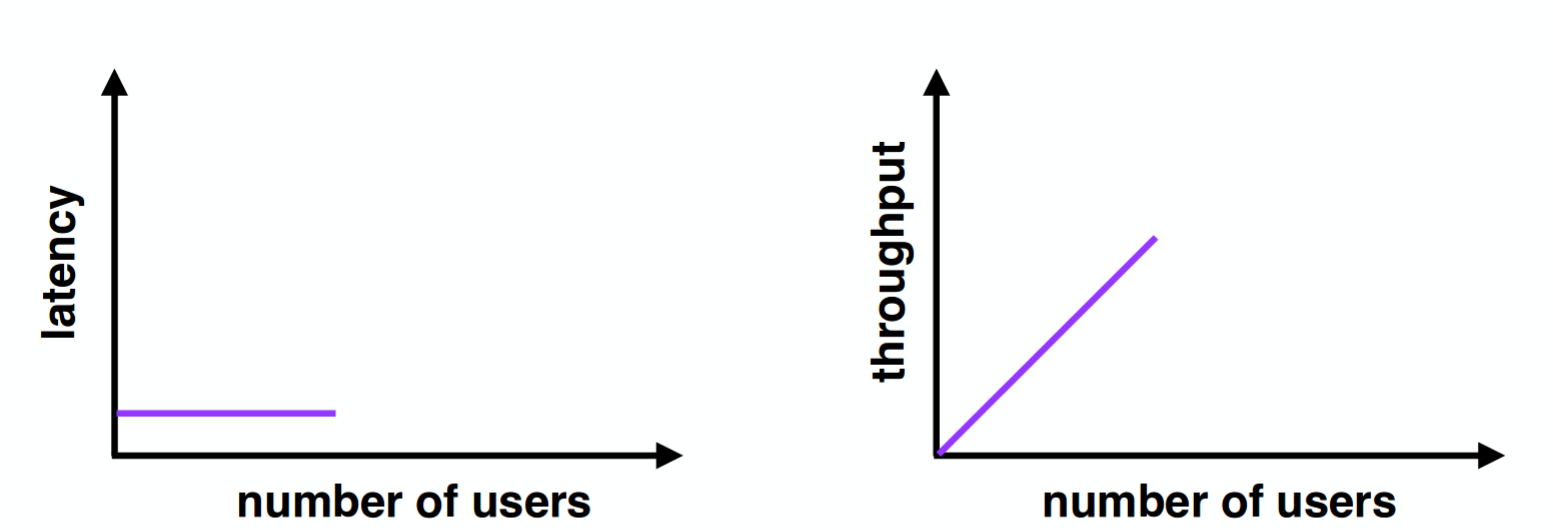 latency
number of users
throughput
number of users